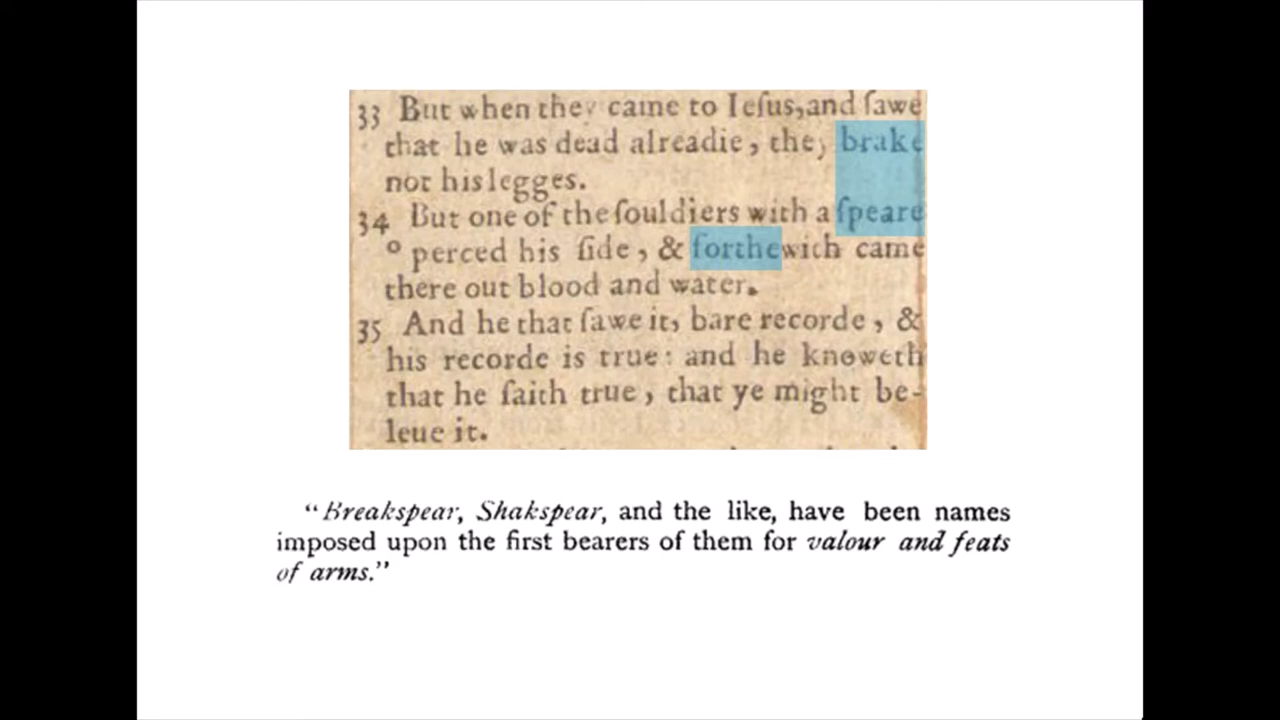 33 But when they came to Iesus,and sawe
that he was dead alreadie, they brake
not his legges.
34 But one of the souldiers with a speare
° perced his side, & forthewith came
there out blood and water.
35 And he that sawe it, bare recorde, &
his recorde is true: and he knoweth
that he saith true, that ye might be-
leue it.
"Breakspear, Shakspear, and the like, have been names
imposed upon the first bearers of them for valour and feats
of arms."